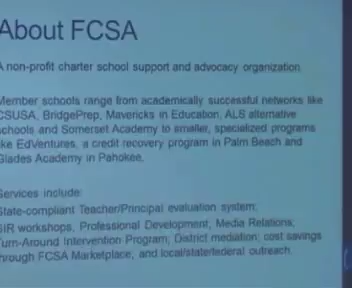 About FCSA
A non-profit charter school support and advocacy organization
Member schools range from academically successful networks like
CSUSA, BridgePrep, Mavericks in Education, ALS alternative
schools and Somerset Academy to smaller, specialized programs
like EdVentures, a credit recovery program in Palm Beach and
Glades Academy in Pahokee.
Services include:
State-compliant Teacher/Principal evaluation system;
SIR workshops, Professional Development, Media Relations;
Turn-Around Intervention Program; District mediation; cost savings
through FCSA Marketplace, and local/state/federal outreach.